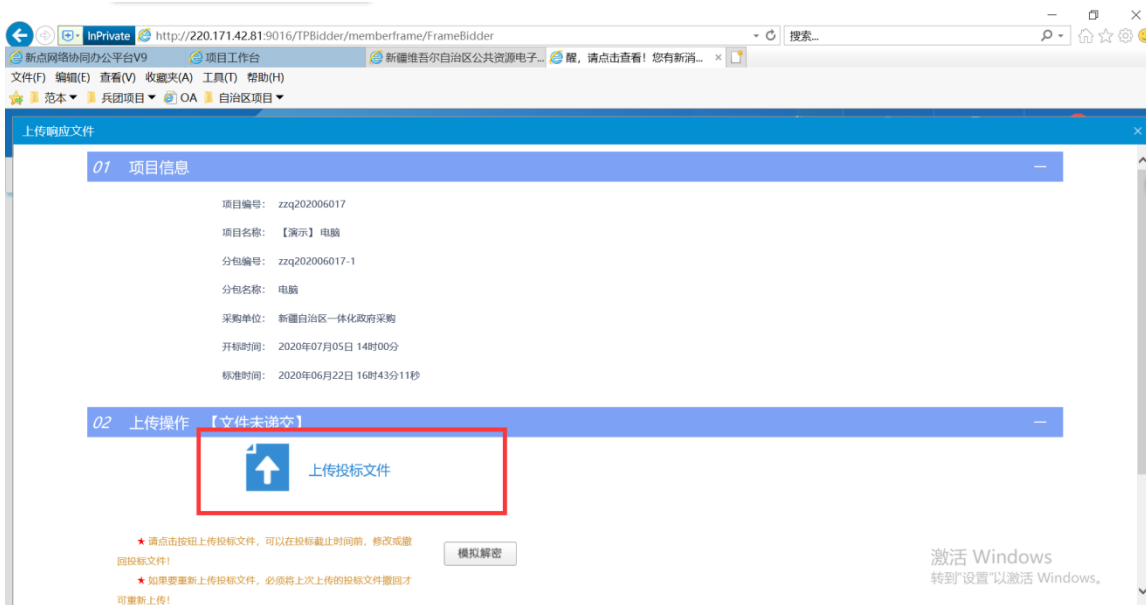 InPrivate http://220.171.42.81:9016/TPBidder/memberframe/FrameBidder 搜索...
新点网络协同办公平台V9 项目工作台 新疆维吾尔自治区公共资源电子... 醒，请点击查看！您有新消...
文件(F) 编辑(E) 查看(V) 收藏夹(A) 工具(T) 帮助(H)
范本 兵团项目 OA 自治区项目
上传响应文件
01 项目信息
项目编号： zzq202006017
项目名称： 【演示】电脑
分包编号： zzq202006017-1
分包名称： 电脑
采购单位： 新疆自治区一体化政府采购
开标时间： 2020年07月05日 14时00分
标准时间： 2020年06月22日 16时43分11秒
02 上传操作 【文件未递交】
上传投标文件
★ 请点击按钮上传投标文件，可以在投标截止时间前，修改或撤
回投标文件！
模拟解密
★ 如果要重新上传投标文件，必须将上次上传的投标文件撤回才
可重新上传！
激活 Windows
转到"设置"以激活 Windows。